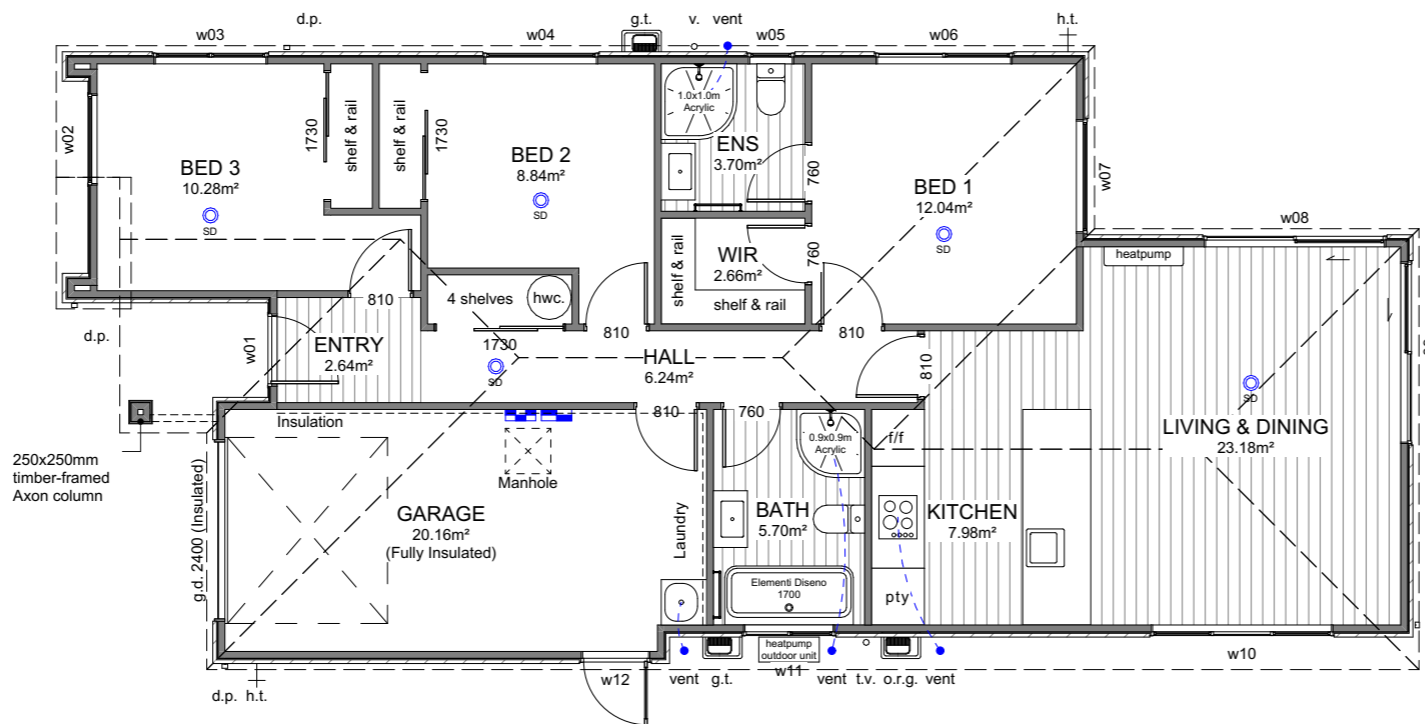 d.p.
g.t.
v.
vent
h.t.
w03
w04
w05
w06
w02
BED 3
10.28m²
SD
1730
shelf & rail
shelf & rail
1730
BED 2
8.84m²
SD
1.0x1.0m
Acrylic
ENS
3.70m²
760
BED 1
12.04m²
SD
w07
w08
heatpump
WIR
2.66m²
760
shelf & rail
shelf & rail
810
4 shelves
hwc.
d.p.
w01
ENTRY
2.64m²
1730
SD
810
HALL
6.24m²
810
810
Insulation
810
760
0.9x0.9m
Acrylic
f/f
SD
LIVING & DINING
23.18m²
250x250mm
timber-framed
Axon column
g.d. 2400 (Insulated)
Manhole
GARAGE
20.16m²
(Fully Insulated)
Laundry
BATH
5.70m²
KITCHEN
7.98m²
Elementi Diseno
1700
pty
heatpump
outdoor unit
w10
d.p.
h.t.
w12
vent
g.t.
w11
vent
t.v.
o.r.g.
vent